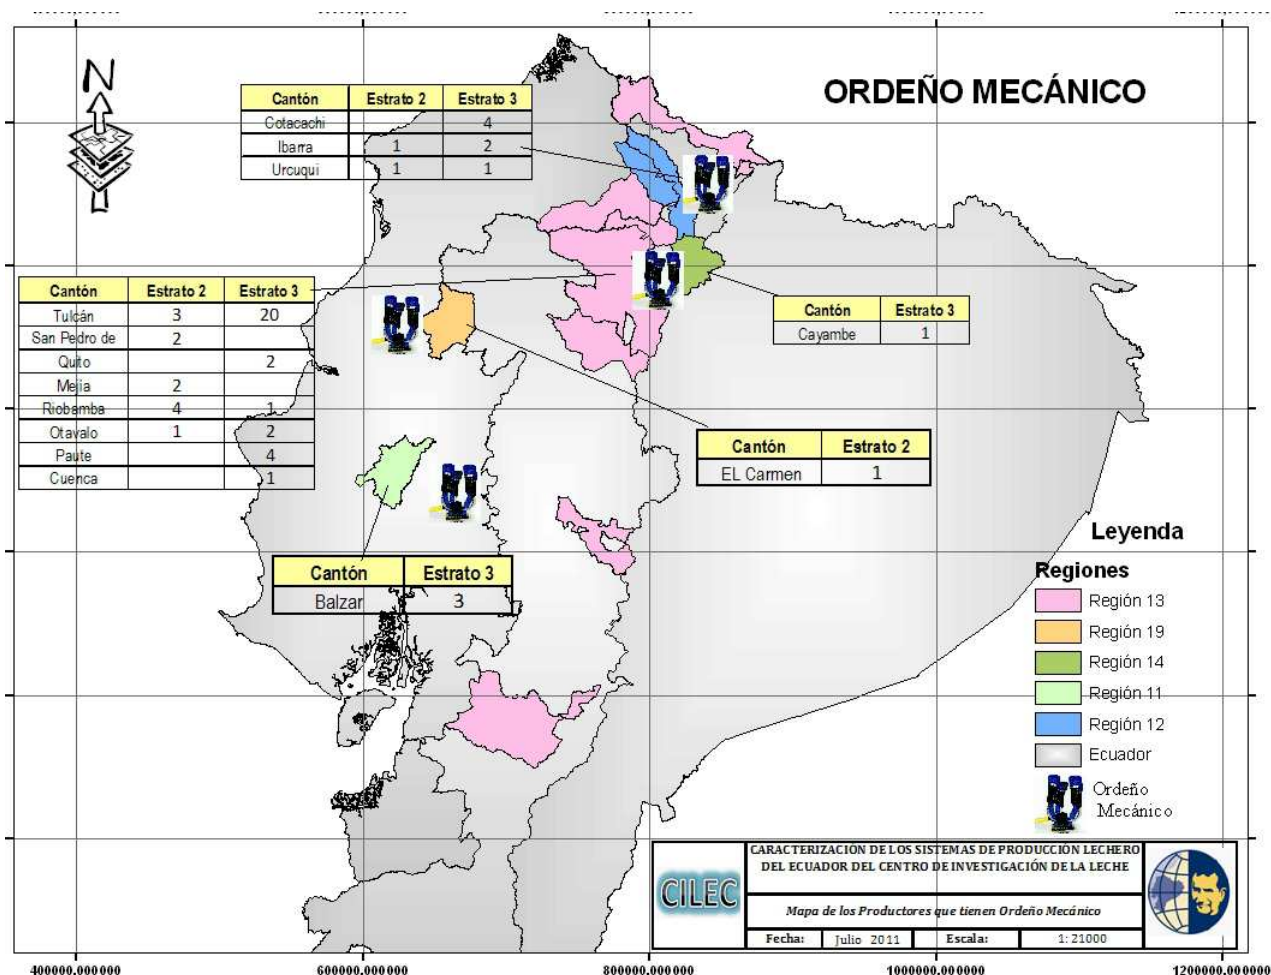 ORDEÑO MECÁNICO
N
Cantón Estrato 2 Estrato 3
Cotacachi 4
Ibarra 1 2
Urcuqui 1 1
Cantón Estrato 2 Estrato 3
Tulcán 3 20
San Pedro de 2
Quito 2
Mejia 2
Riobamba 4 1
Otavalo 1 2
Paute 4
Cuenca 1
Cantón Estrato 3
Cayambe 1
Cantón Estrato 2
EL Carmen 1
Cantón Estrato 3
Balzar 3
Leyenda
Regiones
Región 13
Región 19
Región 14
Región 11
Región 12
Ecuador
Ordeño
Mecánico
CILEC
CARACTERIZACIÓN DE LOS SISTEMAS DE PRODUCCIÓN LECHERO
DEL ECUADOR DEL CENTRO DE INVESTIGACIÓN DE LA LECHE
Mapa de los Productores que tienen Ordeño Mecánico
Fecha: Julio 2011 Escala: 1: 21000
400000.000000 600000.000000 800000.000000 1000000.000000 1200000.000000